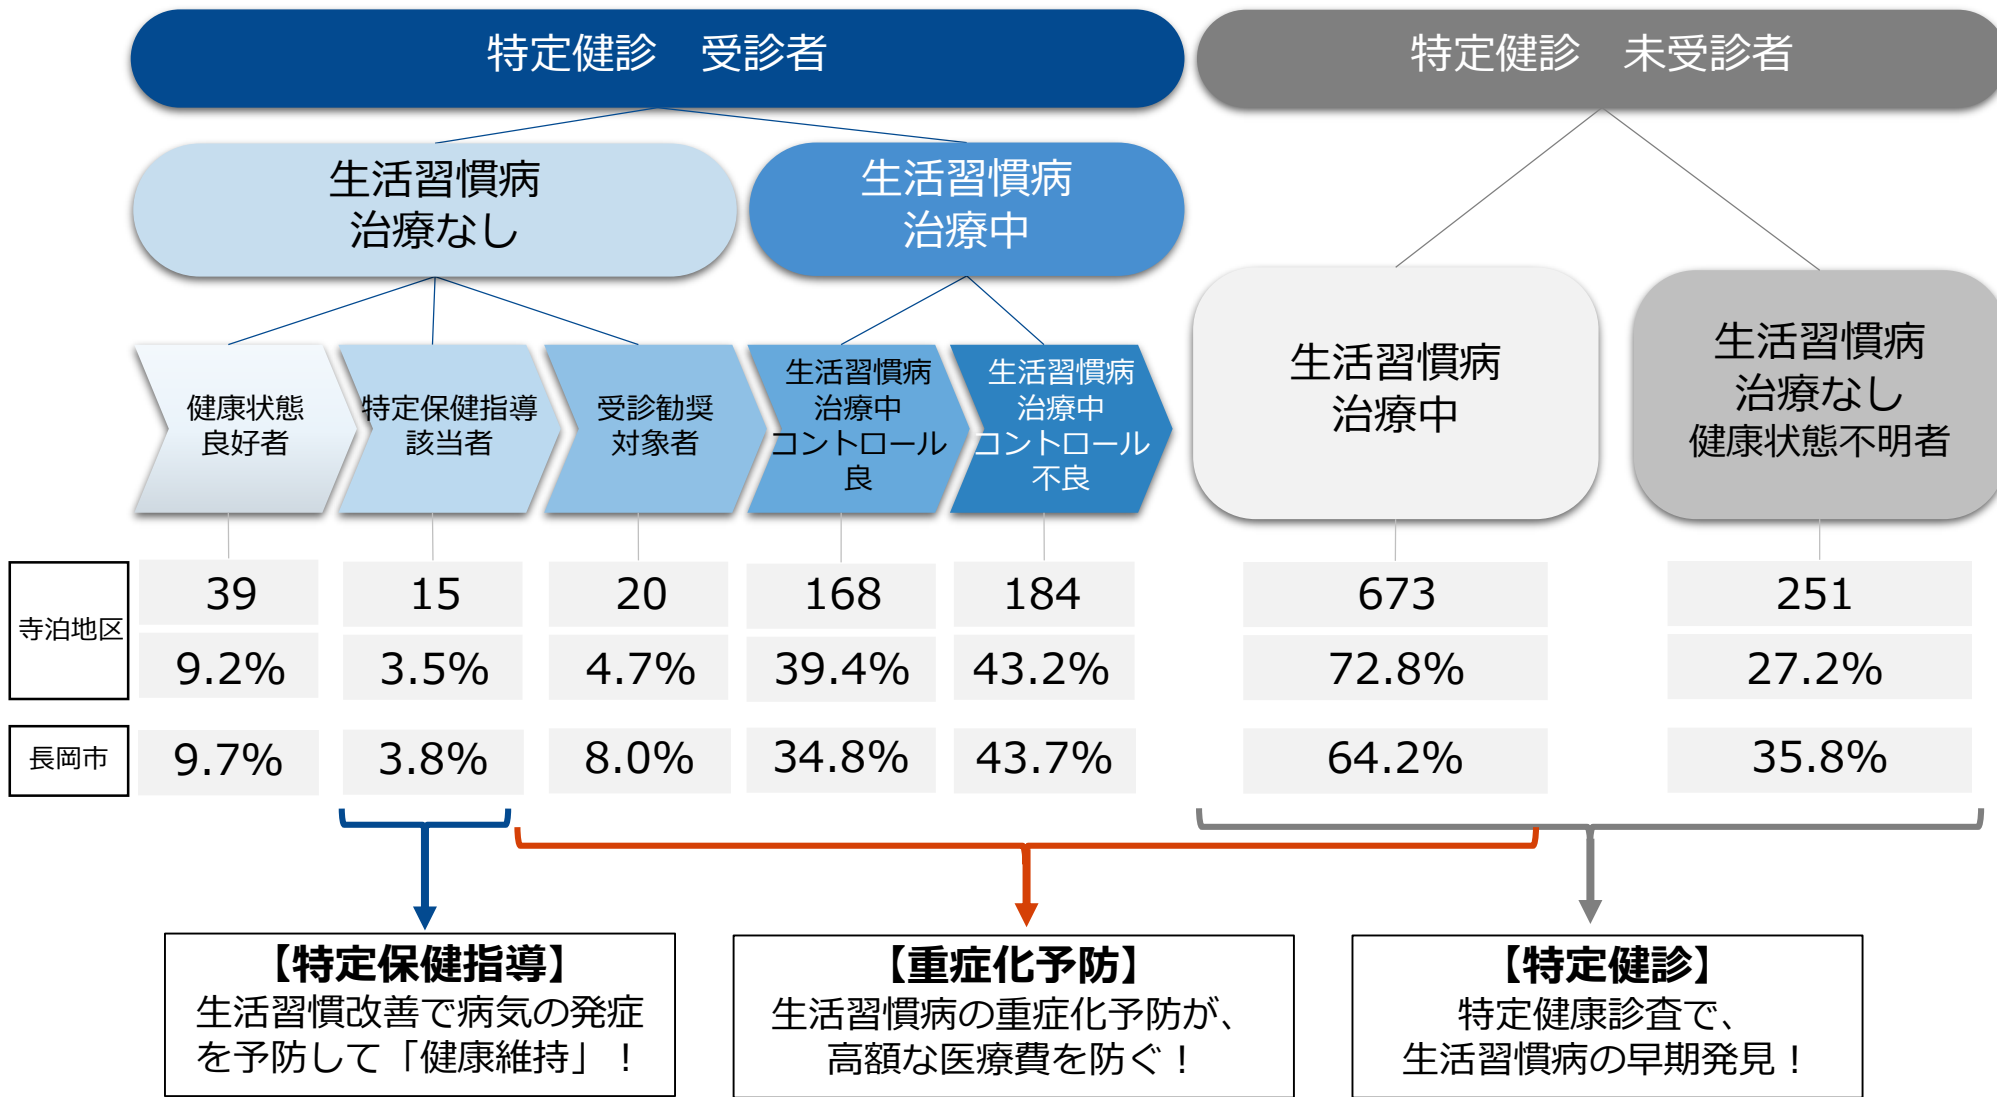 特定健診　受診者
特定健診　未受診者
生活習慣病
治療なし
生活習慣病
治療中
健康状態
良好者
特定保健指導
該当者
受診勧奨
対象者
生活習慣病
治療中
コントロール
良
生活習慣病
治療中
コントロール
不良
生活習慣病
治療中
生活習慣病
治療なし
健康状態不明者
寺泊地区
39
15
20
168
184
673
251
9.2%
3.5%
4.7%
39.4%
43.2%
72.8%
27.2%
長岡市
9.7%
3.8%
8.0%
34.8%
43.7%
64.2%
35.8%
【特定保健指導】
生活習慣改善で病気の発症
を予防して「健康維持」！
【重症化予防】
生活習慣病の重症化予防が、
高額な医療費を防ぐ！
【特定健診】
特定健康診査で、
生活習慣病の早期発見！